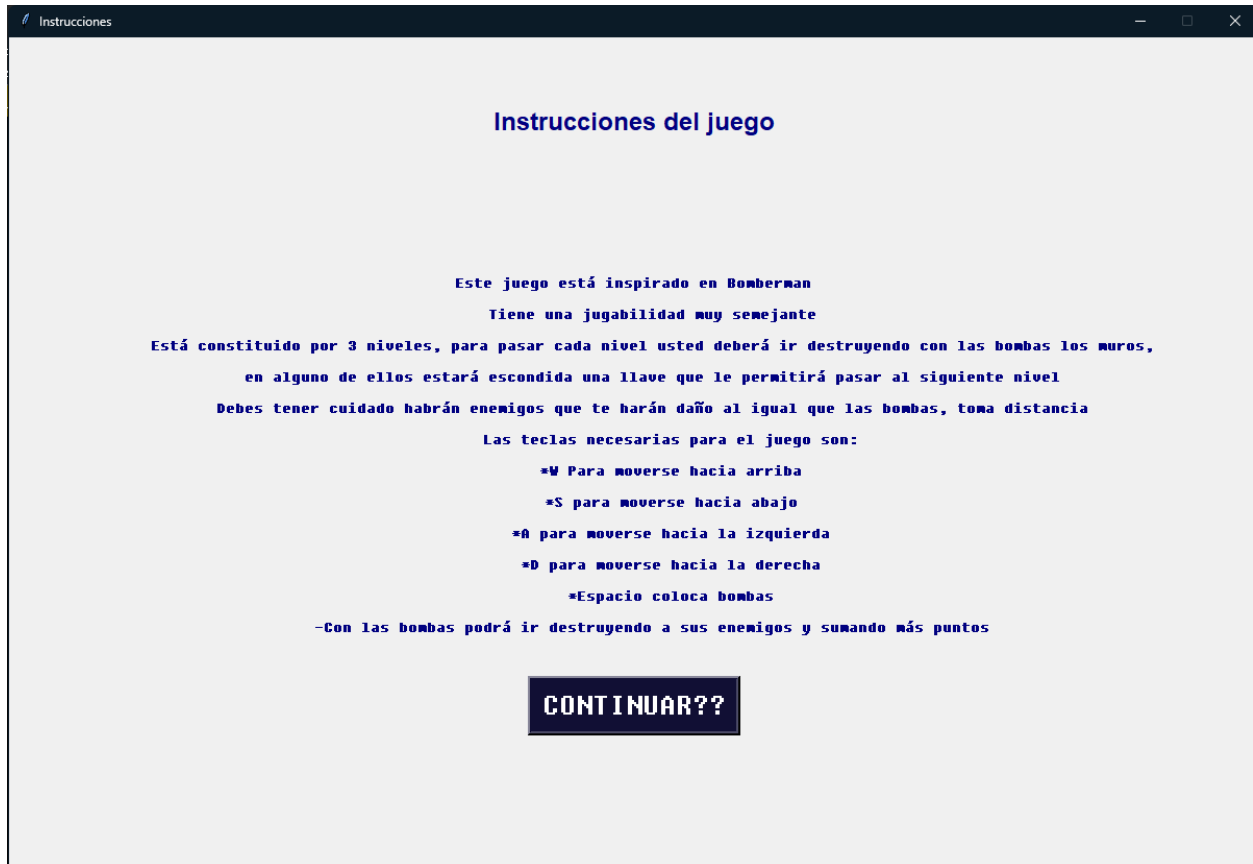 Instrucciones
Instrucciones del juego
Este juego está inspirado en Bomberman
Tiene una jugabilidad muy semejante
Está constituido por 3 niveles, para pasar cada nivel usted deberá ir destruyendo con las bombas los muros,
en alguno de ellos estará escondida una llave que le permitirá pasar al siguiente nivel
Debes tener cuidado habrán enemigos que te harán daño al igual que las bombas, toma distancia
Las teclas necesarias para el juego son:
*W Para moverse hacia arriba
*S para moverse hacia abajo
*A para moverse hacia la izquierda
*D para moverse hacia la derecha
*Espacio coloca bombas
-Con las bombas podrá ir destruyendo a sus enemigos y sumando más puntos
CONTINUAR??